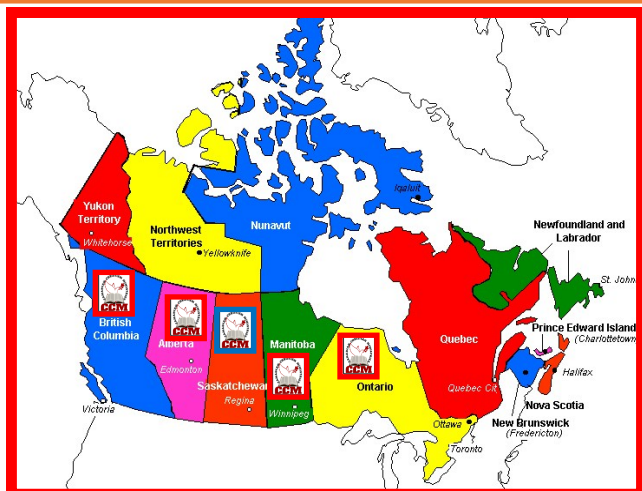 Iqaluit
Yukon
Territory
Whitehorse
Northwest
Territories
Yellowknife
Nunavut
Newfoundland and
Labrador
St. John
CCM
British
Columbia
CCM
Alberta
Edmonton
CCM
Saskatchewan
Regina
Manitoba
CCM
Winnipeg
CCM
Ontario
Quebec
Quebec Cit
Prince Edward Island
(Charlottetown)
Halifax
Nova Scotia
New Brunswick
(Fredericton)
Victoria
Ottawa
Toronto